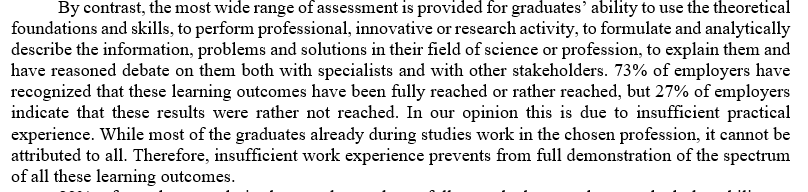 By contrast, the most wide range of assessment is provided for graduates' ability to use the theoretical
foundations and skills, to perform professional, innovative or research activity, to formulate and analytically
describe the information, problems and solutions in their field of science or profession, to explain them and
have reasoned debate on them both with specialists and with other stakeholders. 73% of employers have
recognized that these learning outcomes have been fully reached or rather reached, but 27% of employers
indicate that these results were rather not reached. In our opinion this is due to insufficient practical
experience. While most of the graduates already during studies work in the chosen profession, it cannot be
attributed to all. Therefore, insufficient work experience prevents from full demonstration of the spectrum
of all these learning outcomes.